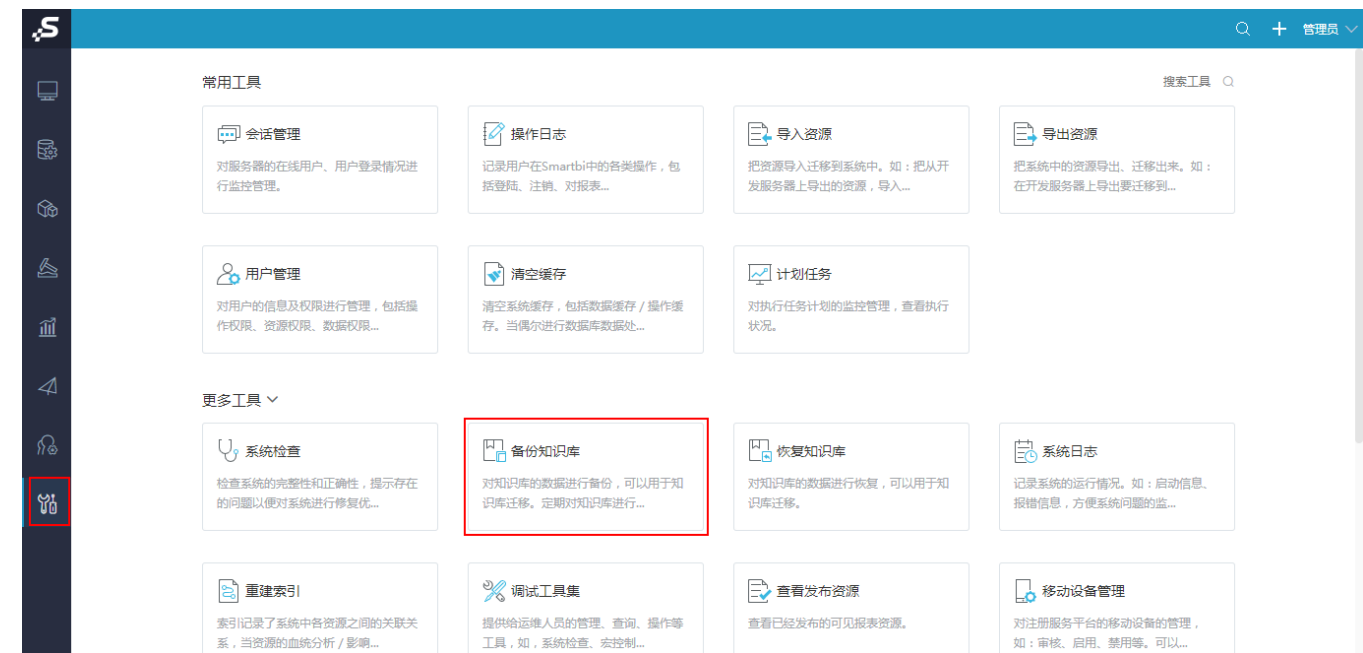 S
管理员
常用工具
搜索工具
会话管理
对服务器的在线用户、用户登录情况进
行监控管理。
操作日志
记录用户在Smartbi中的各类操作，包
括登陆、注销、对报表...
导入资源
把资源导入迁移到系统中。如：把从开
发服务器上导出的资源，导入...
导出资源
把系统中的资源导出、迁移出来。如：
在开发服务器上导出要迁移到...
用户管理
对用户的信息及权限进行管理，包括操
作权限、资源权限、数据权限...
清空缓存
清空系统缓存，包括数据缓存 / 操作缓
存。当偶尔进行数据库数据处...
计划任务
对执行任务计划的监控管理，查看执行
状况。
更多工具
系统检查
检查系统的完整性和正确性，提示存在
的问题以便对系统进行修复优...
备份知识库
对知识库的数据进行备份，可以用于知
识库迁移。定期对知识库进行...
恢复知识库
对知识库的数据进行恢复，可以用于知
识库迁移。
系统日志
记录系统的运行情况。如：启动信息、
报错信息，方便系统问题的监...
重建索引
索引记录了系统中各资源之间的关联关
系，当资源的血统分析 / 影响...
调试工具集
提供给运维人员的管理、查询、操作等
工具，如，系统检查、宏控制...
查看发布资源
查看已经发布的可见报表资源。
移动设备管理
对注册服务平台的移动设备的管理，
如：审核、启用、禁用等。可以...